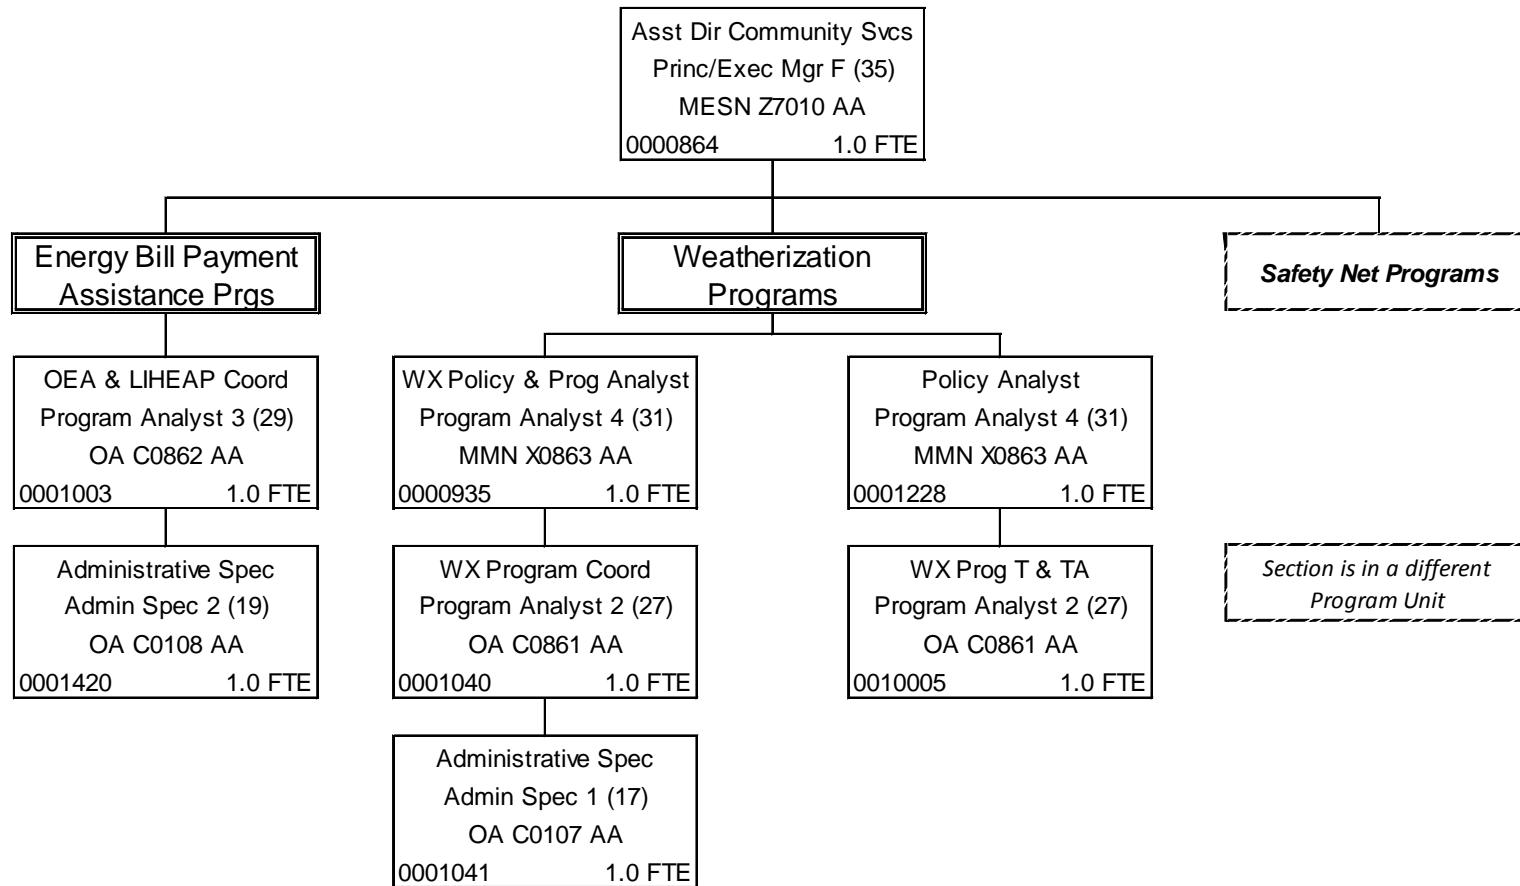 Asst Dir Community Svcs
Princ/Exec Mgr F (35)
MESN Z7010 AA
0000864 1.0 FTE
Energy Bill Payment
Assistance Prgs
Weatherization
Programs
Safety Net Programs
OEA & LIHEAP Coord
Program Analyst 3 (29)
OA C0862 AA
0001003 1.0 FTE
WX Policy & Prog Analyst
Program Analyst 4 (31)
MMN X0863 AA
0000935 1.0 FTE
Policy Analyst
Program Analyst 4 (31)
MMN X0863 AA
0001228 1.0 FTE
Administrative Spec
Admin Spec 2 (19)
OA C0108 AA
0001420 1.0 FTE
WX Program Coord
Program Analyst 2 (27)
OA C0861 AA
0001040 1.0 FTE
WX Prog T & TA
Program Analyst 2 (27)
OA C0861 AA
0010005 1.0 FTE
Section is in a different
Program Unit
Administrative Spec
Admin Spec 1 (17)
OA C0107 AA
0001041 1.0 FTE